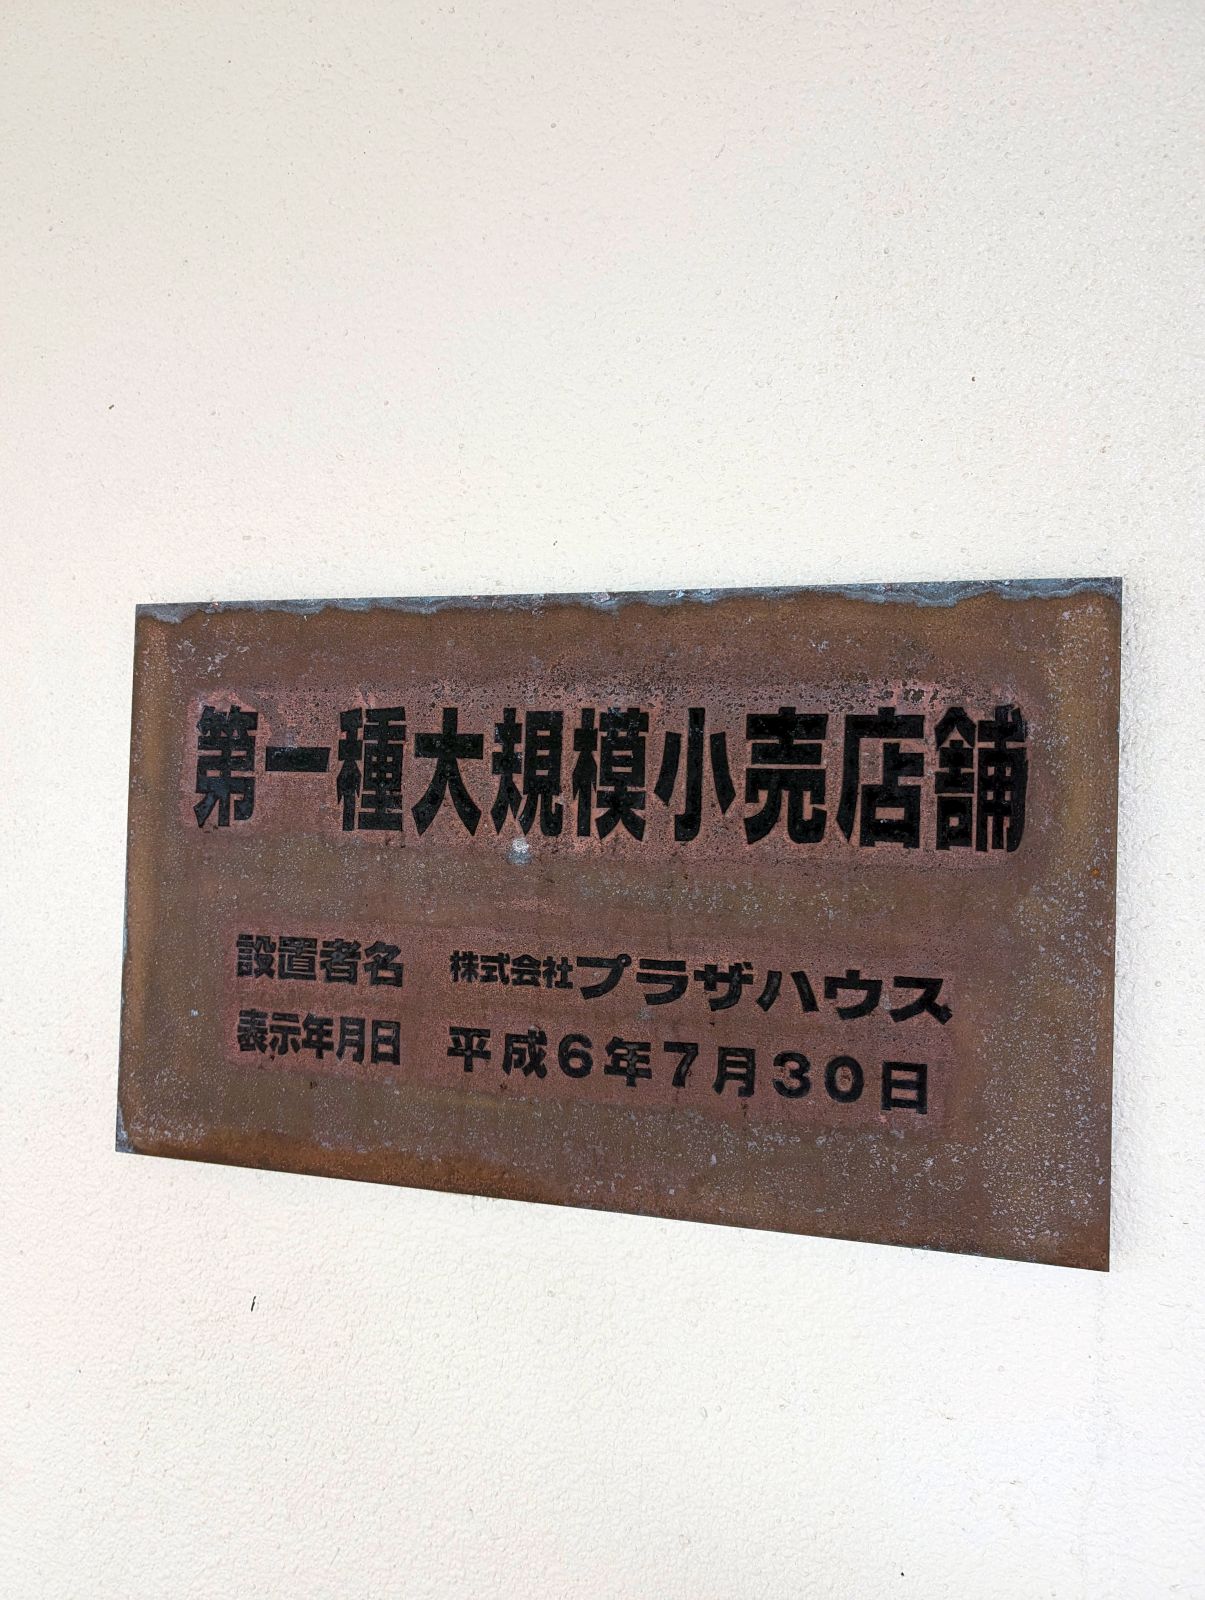 第一種大規模小売店舗
設置者名 株式会社プラザハウス
表示年月日 平成6年7月30日